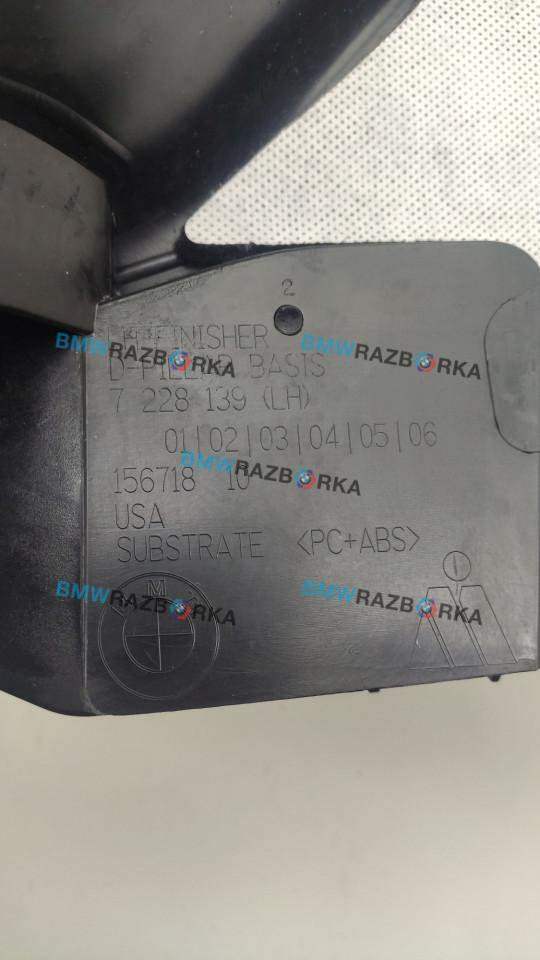 2
LH FINISHER
D-PILLAR BASIS
7 228 139 (LH)
01|02|03|04|05|06
156718 10
USA
SUBSTRATE <PC+ABS>
BMWRAZBORKA
BMWRAZBORKA
BMWRAZBORKA
BMWRAZBORKA
BMWRAZBORKA